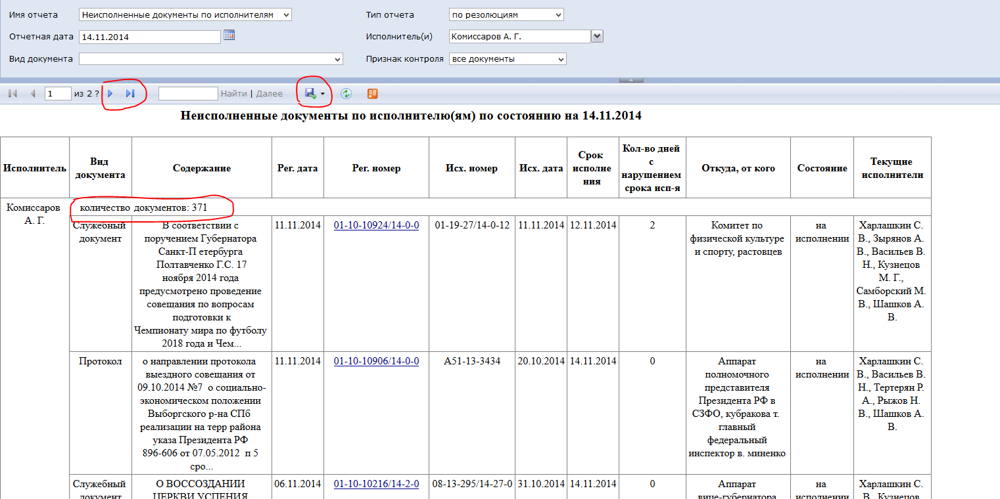 Имя отчета Неисполненные документы по исполнителям Тип отчета по резолюциям
Отчетная дата 14.11.2014 Исполнитель(и) Комиссаров А. Г.
Вид документа Признак контроля все документы
1 из 2 ? Найти | Далее
Неисполненные документы по исполнителю(ям) по состоянию на 14.11.2014
Исполнитель
Вид
документа
Содержание
Рег. дата
Рег. номер
Исх. номер
Исх. дата
Срок
исполне
ния
Кол-во дней
с
нарушением
срока исп-я
Откуда, от кого
Состояние
Текущие
исполнители
Комиссаров
А. Г.
количество документов: 371
Служебный
документ
В соответствии с
поручением Губернатора
Санкт-П етербурга
Полтавченко Г.С. 17
ноября 2014 года
предусмотрено проведение
совещания по вопросам
подготовки к
Чемпионату мира по футболу
2018 года и Чем...
11.11.2014
01-10-10924/14-0-0
01-19-27/14-0-12
11.11.2014
12.11.2014
2
Комитет по
физической культуре
и спорту, растовцев
на
исполнении
Харлашкин С.
В., Зырянов А.
В., Васильев В.
Н., Кузнецов
М. Г.,
Самборский М.
В., Шашков А.
В.
Протокол
о направлении протокола
выездного совещания от
09.10.2014 №7 о социально-
экономическом положении
Выборгского р-на СПб
реализации на терр района
указа Президента РФ
896-606 от 07.05.2012 п 5
сро...
11.11.2014
01-10-10906/14-0-0
А51-13-3434
20.10.2014
14.11.2014
0
Аппарат
полномочного
представителя
Президента РФ в
СЗФО, кубракова т.
главный
федеральный
инспектор в. миненко
на
исполнении
Харлашкин С.
В., Васильев В.
Н., Тертерян Р.
А., Рыжов Н.
В., Шашков А.
В.
Служебный
документ
О ВОССОЗДАНИИ
ЦЕРКВИ УСПЕНИЯ
06.11.2014
01-10-10216/14-2-0
08-13-295/14-27-0
31.10.2014
14.11.2014
0
Аппарат
вице-губернатора
на
исполнении
Харлашкин С.
В., Кузнецов